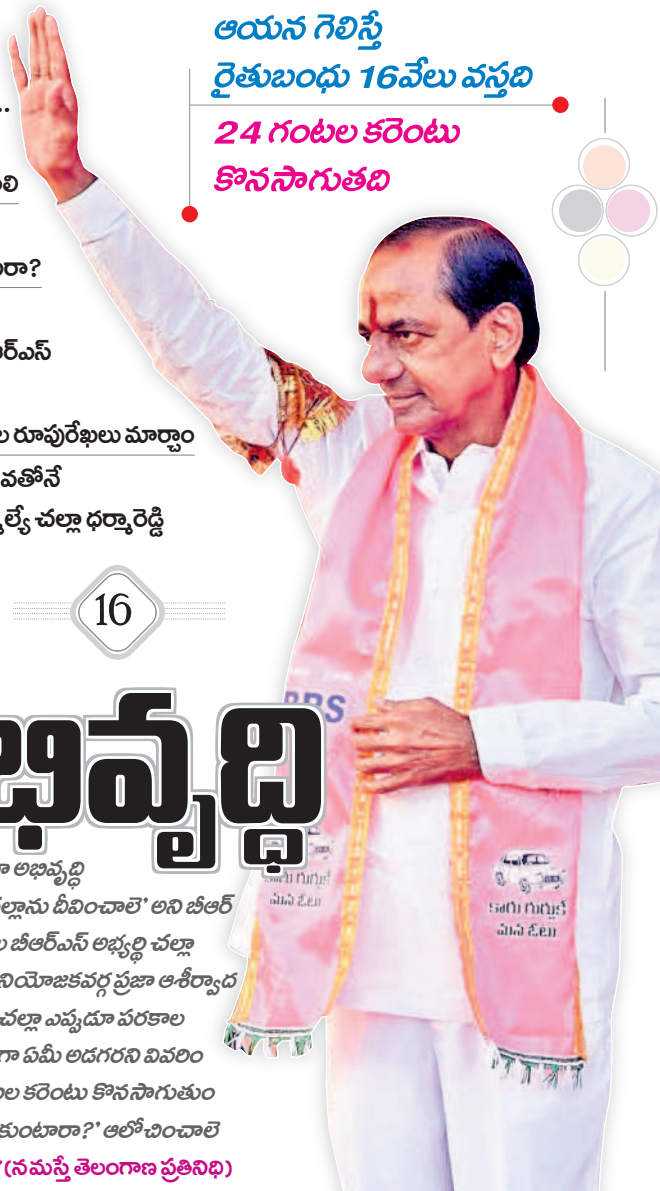 ఆయన గెలిస్తే
రైతుబంధు 16వేలు వస్తది
24 గంటల కరెంటు
కొనసాగుతది
..
రూపురేఖలు మార్చాం
చల్లా ధర్మారెడ్డి
16
BRS
అభివృద్ధి
దీవించాలె' అని బీఆర్
బీఆర్ఎస్ అభ్యర్థి చల్లా
నియోజకవర్గ ప్రజా ఆశీర్వాద
చల్లా ఎప్పుడూ పరకాల
ఏమీ అడగరని వివరిం
కరెంటు కొనసాగుతుం
ఆలోచించాలె
(నమస్తే తెలంగాణ ప్రతినిధి)
కారు గుర్తుకే
మన ఓటు
కారు గుర్తుకే
మన ఓటు